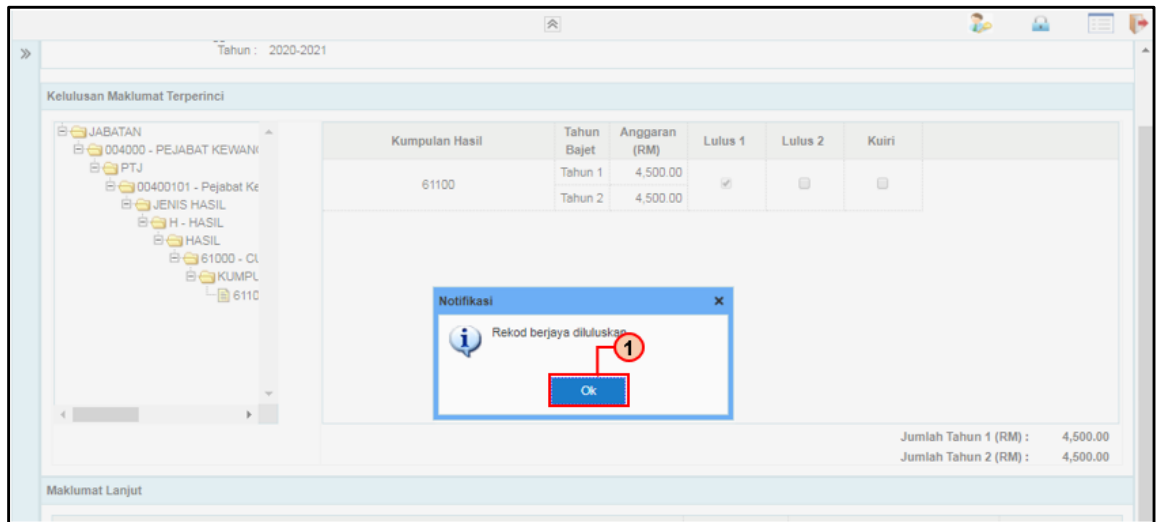 Tahun : 2020-2021
Kelulusan Maklumat Terperinci
JABATAN
004000 - PEJABAT KEWANG
PTJ
00400101 - Pejabat Ke
JENIS HASIL
H - HASIL
HASIL
61000 - CU
KUMPUL
6110
Kumpulan Hasil Tahun Bajet Anggaran (RM) Lulus 1 Lulus 2 Kuiri
61100
Tahun 1 4,500.00
Tahun 2 4,500.00
Notifikasi
Rekod berjaya diluluskan
1
Ok
Jumlah Tahun 1 (RM) : 4,500.00
Jumlah Tahun 2 (RM) : 4,500.00
Maklumat Lanjut